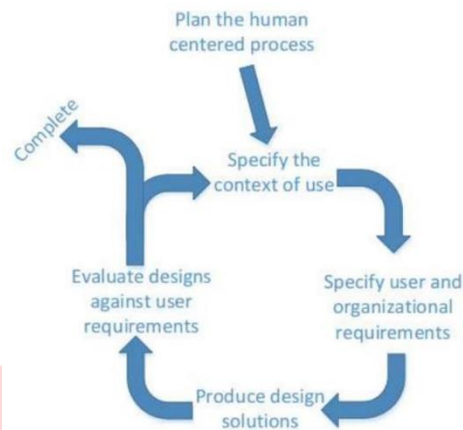 Plan the human
centered process
Complete
Specify the
context of use
Evaluate designs
against user
requirements
Specify user and
organizational
requirements
Produce design
solutions